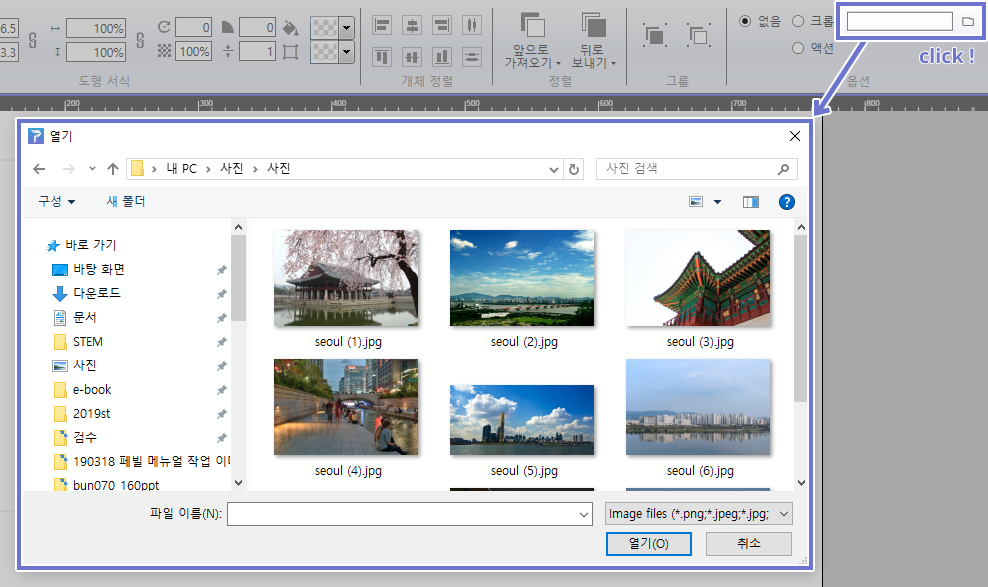 6.5 100% 0 0
3.3 100% 100% 1
앞으로 가져오기
뒤로 보내기
없음 크롭
액션
도형 서식 개체 정렬 정렬 그룹 옵션
click !
200 300 400 500 600 700 800
열기
내 PC 사진 사진
사진 검색
구성 새 폴더
바로 가기
바탕 화면
다운로드
문서
STEM
사진
e-book
2019st
검수
190318 페빌 메뉴얼 작업 이미
bun070_160ppt
seoul (1).jpg seoul (2).jpg seoul (3).jpg
seoul (4).jpg seoul (5).jpg seoul (6).jpg
파일 이름(N): Image files (*.png;*.jpeg;*.jpg;
열기(O) 취소